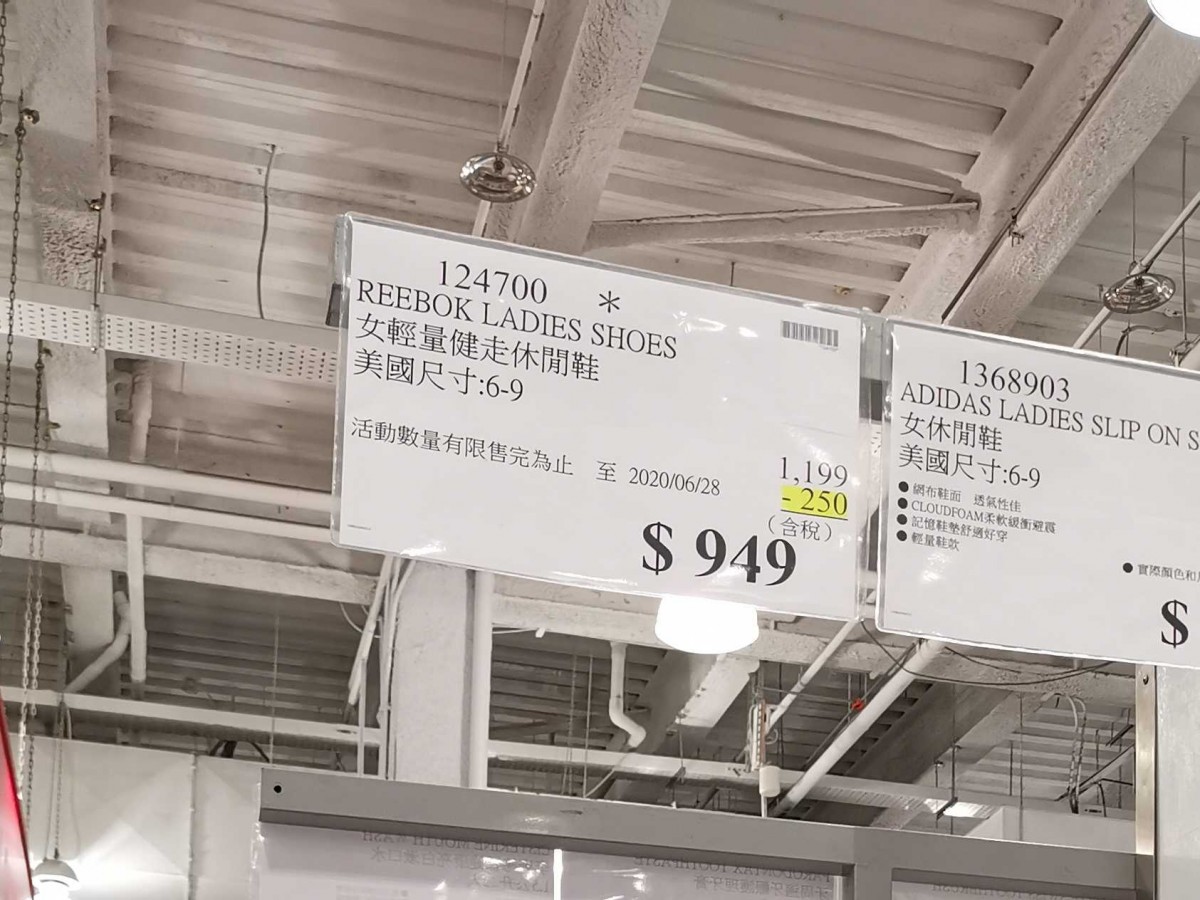 124700 *
REEBOK LADIES SHOES
女輕量健走休閒鞋
美國尺寸:6-9
活動數量有限售完為止 至 2020/06/28
1,199
- 250
(含稅)
$ 949
1368903
ADIDAS LADIES SLIP ON S
女休閒鞋
美國尺寸:6-9
● 網布鞋面 透氣性佳
● CLOUDFOAM柔軟緩衝避震
● 記憶鞋墊舒適好穿
● 輕量鞋款
● 實際顏色和
$